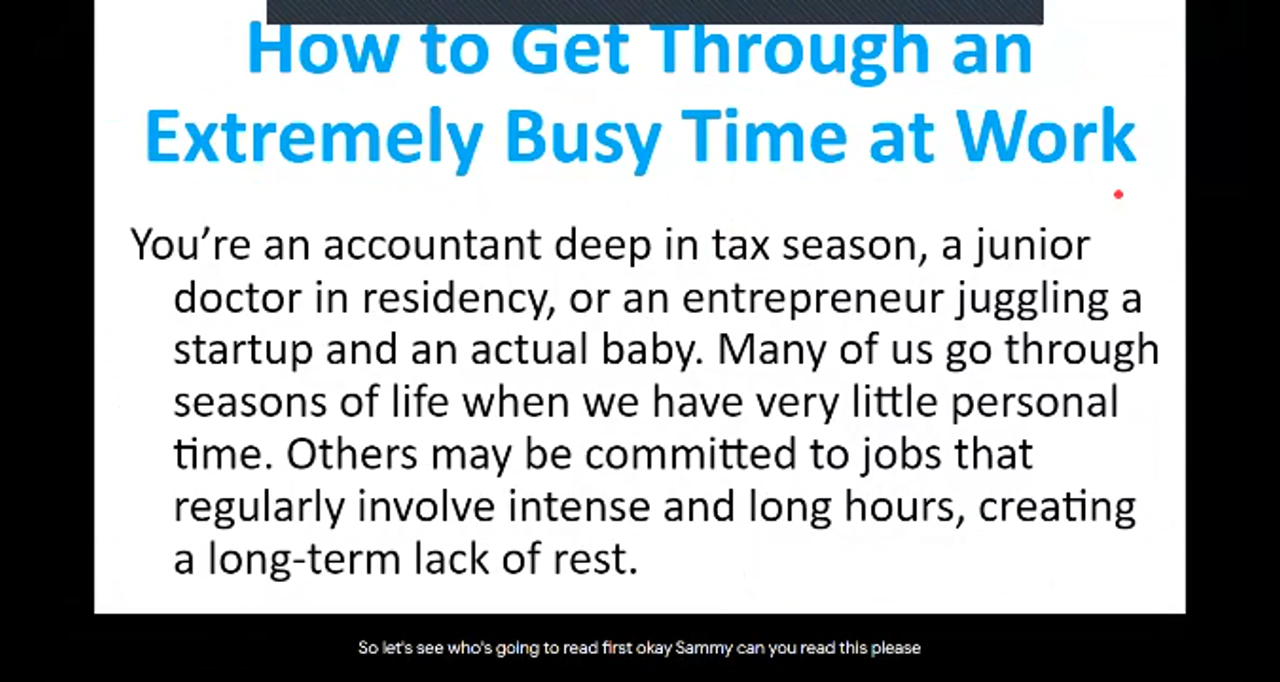 How to Get Through an
Extremely Busy Time at Work
You’re an accountant deep in tax season, a junior
doctor in residency, or an entrepreneur juggling a
startup and an actual baby. Many of us go through
seasons of life when we have very little personal
time. Others may be committed to jobs that
regularly involve intense and long hours, creating
a long-term lack of rest.
So let's see who's going to read first okay Sammy can you read this please